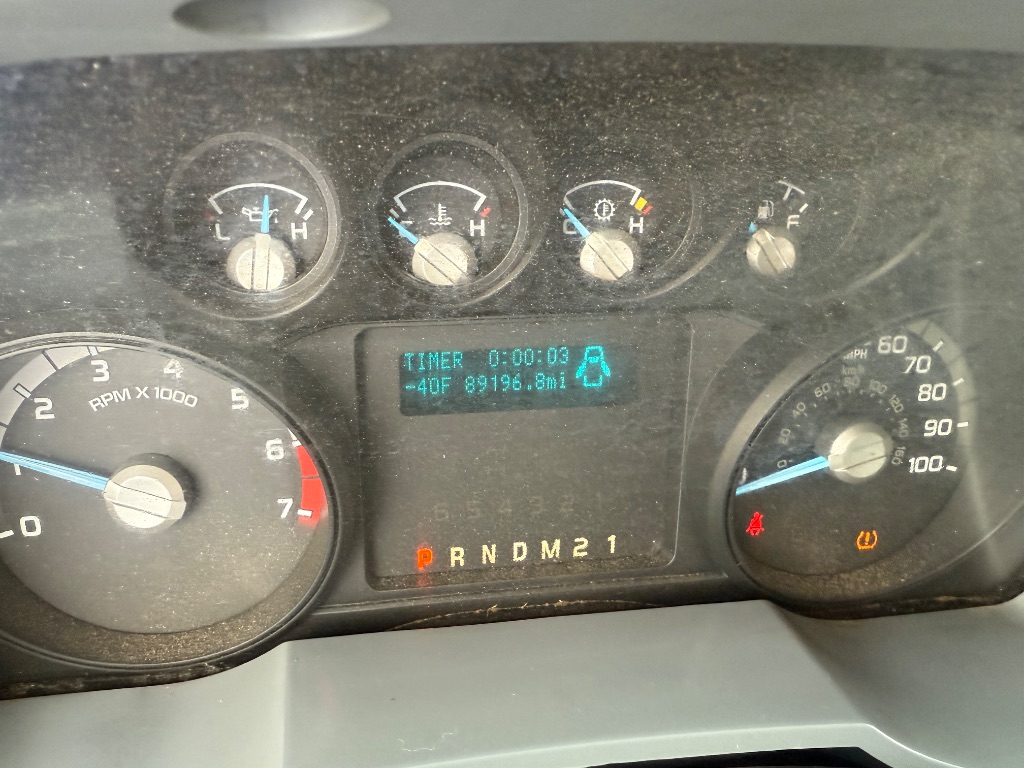 L H
H
C H
F
TIMER 0:00:03
-40F 89196.8mi
0 1 2 3 4 5 6 7
RPM X 1000
MPH
km/h
60 70 80 90 100
P R N D M 2 1